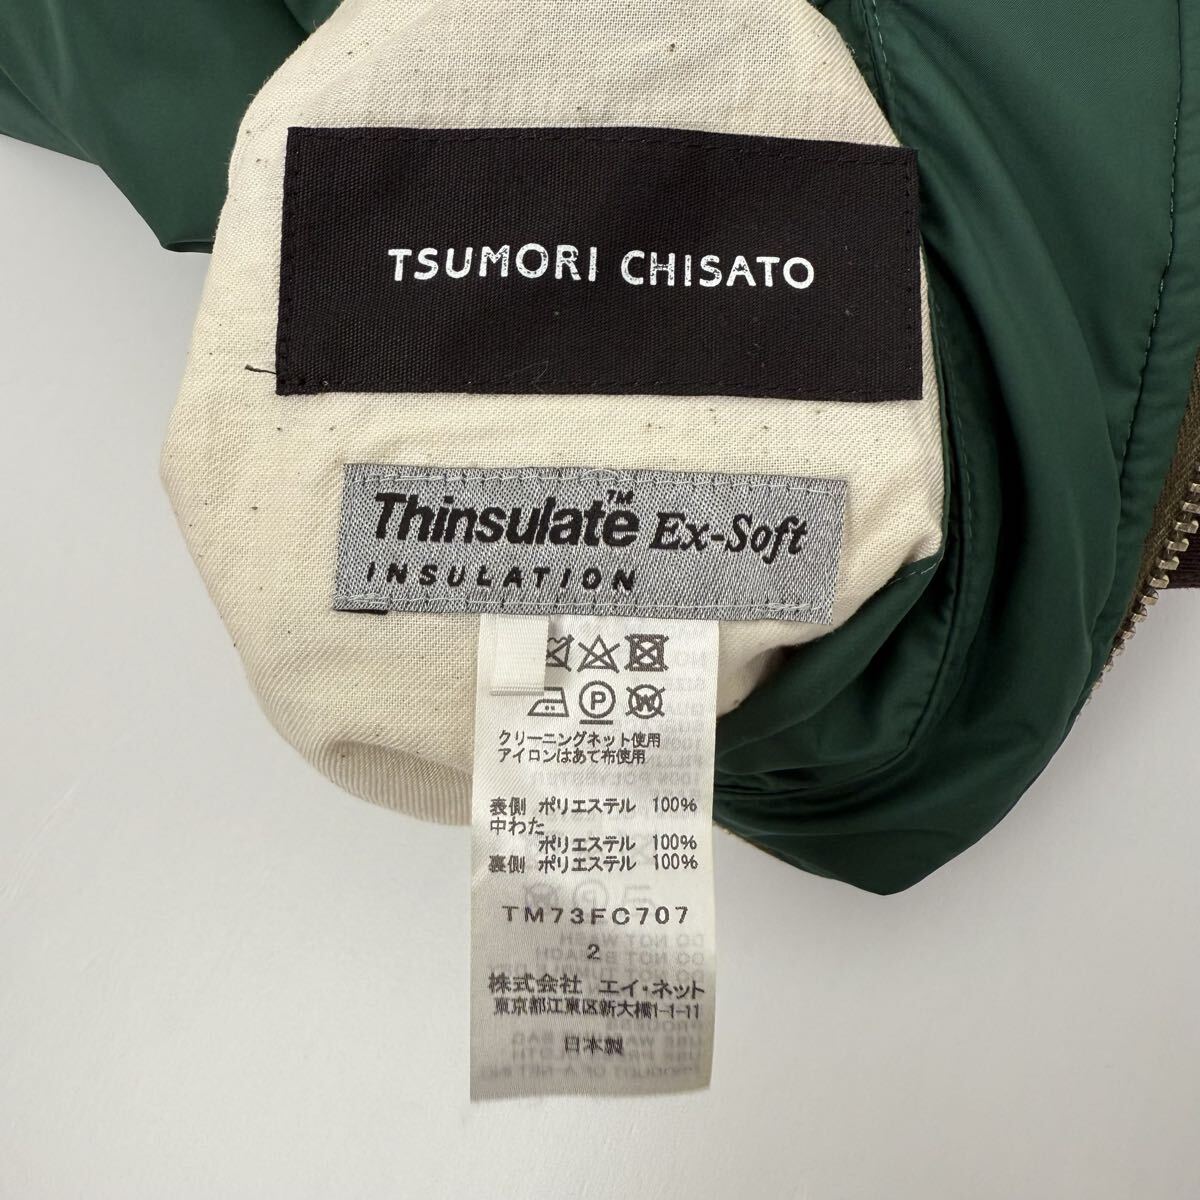 TSUMORI CHISATO
Thinsulate™ Ex-Soft
INSULATION
P W
クリーニングネット使用
アイロンはあて布使用
表側 ポリエステル 100%
中わた
ポリエステル 100%
裏側 ポリエステル 100%
TM73FC707
2
株式会社 エイ・ネット
東京都江東区新大橋1-1-11
日本製